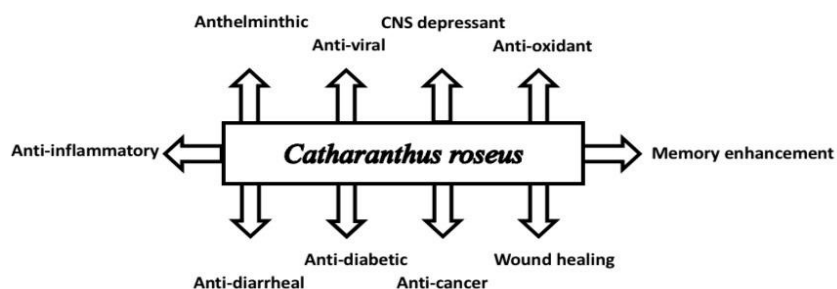 Anthelminthic
CNS depressant
Anti-viral
Anti-oxidant
Anti-inflammatory
Catharanthus roseus
Memory enhancement
Anti-diabetic
Wound healing
Anti-diarrheal
Anti-cancer